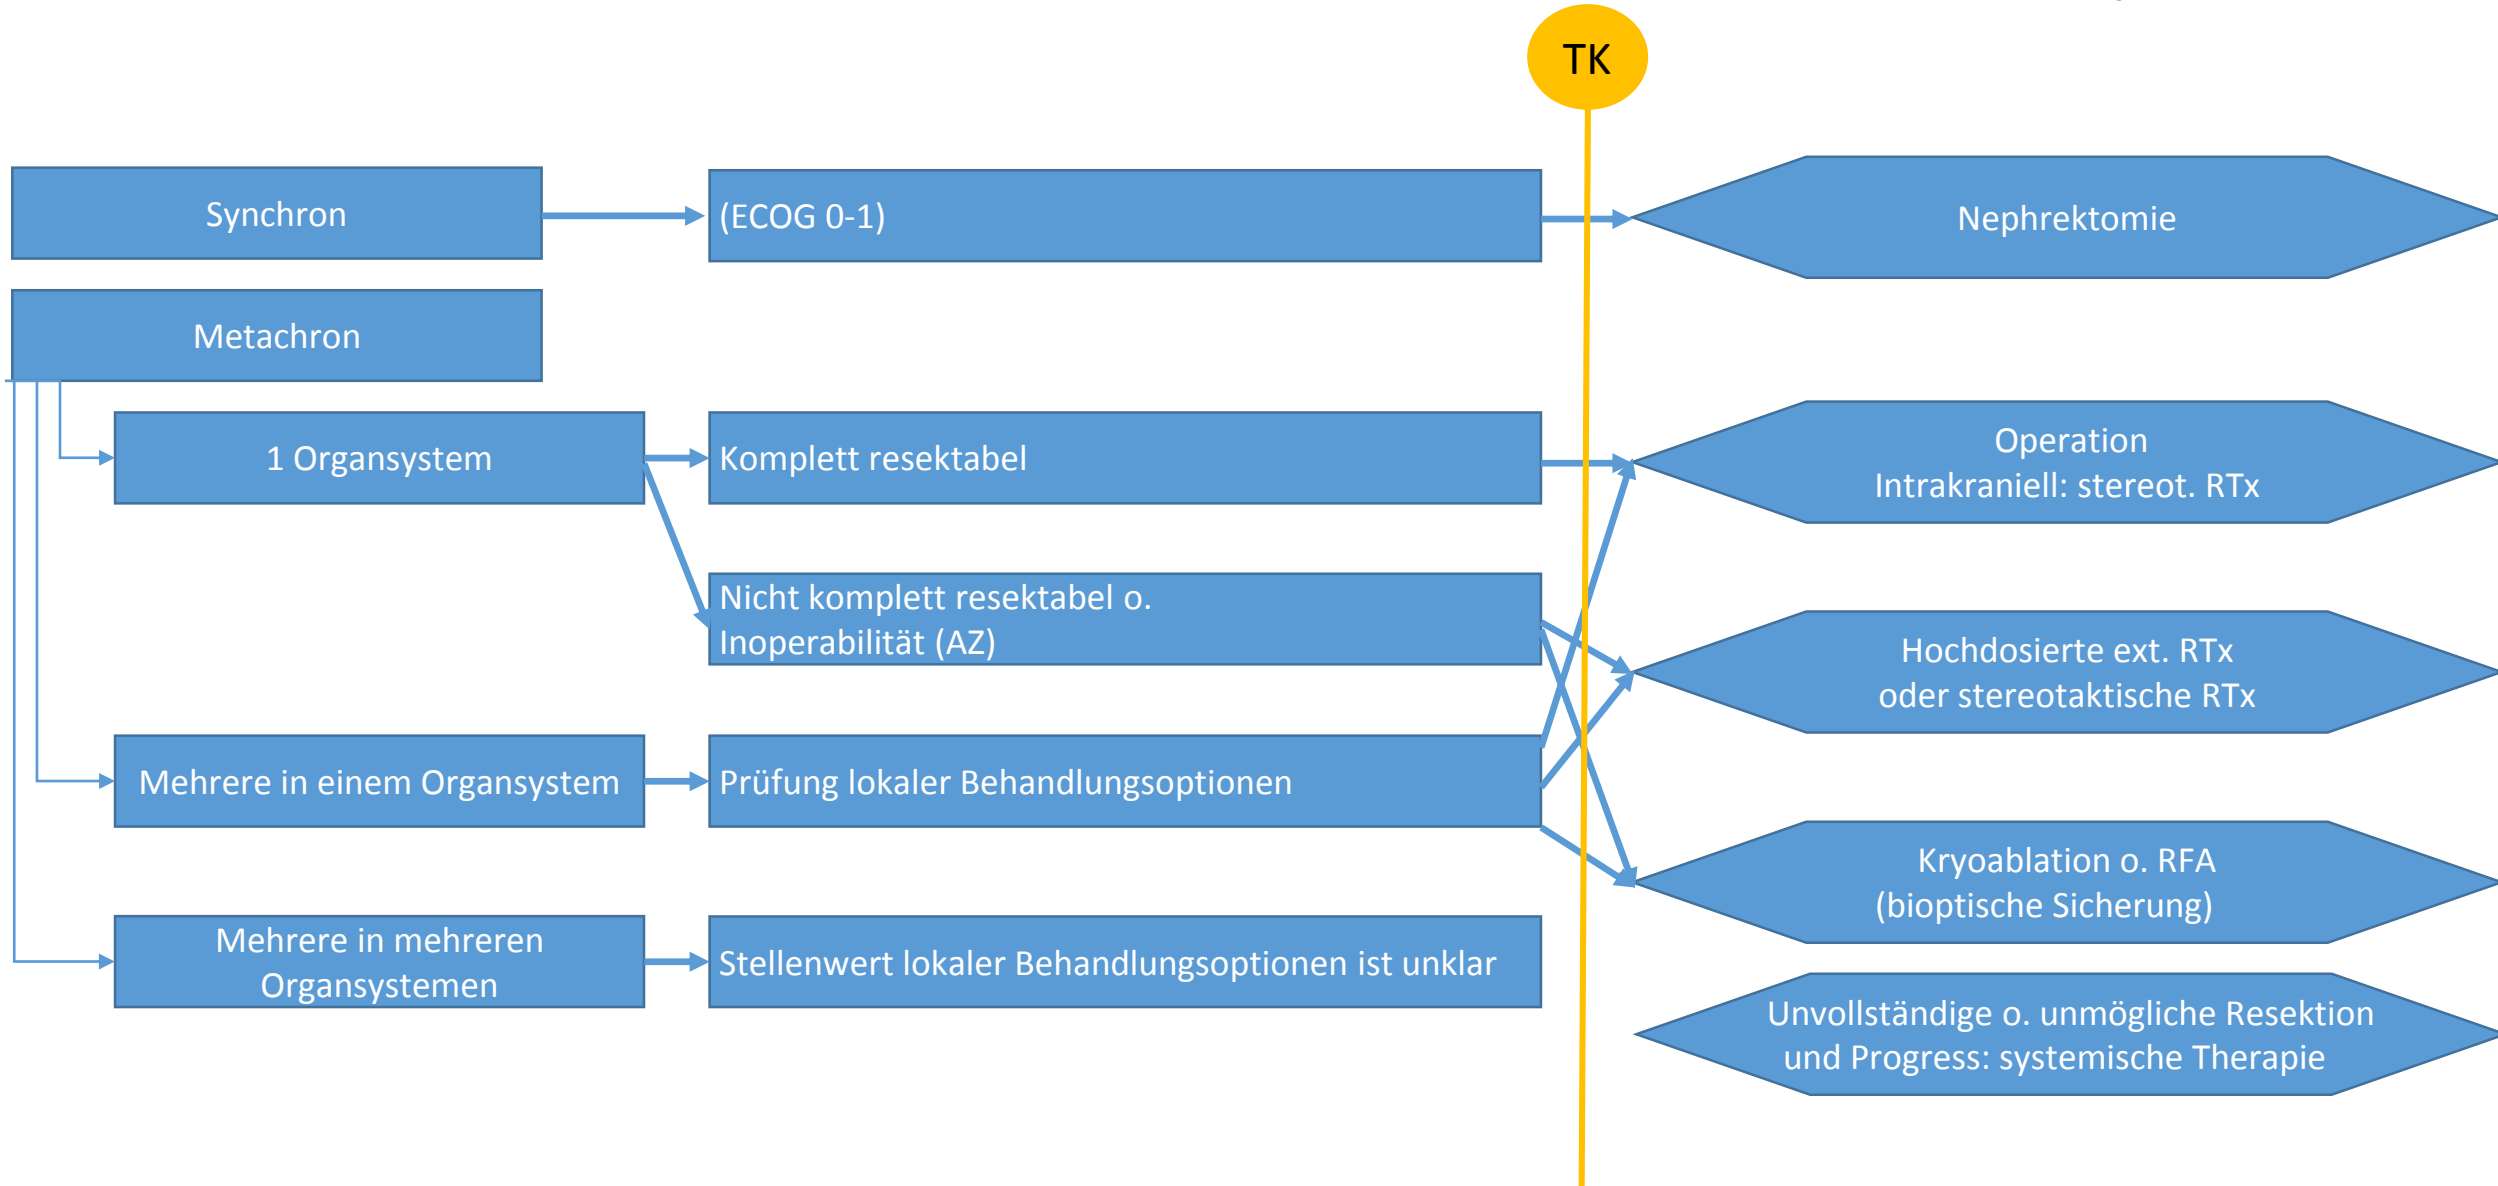 TK
Synchron
(ECOG 0-1)
Nephrektomie
Metachron
1 Organsystem
Komplett resektabel
Operation
Intrakraniell: stereot. RTx
Nicht komplett resektabel o.
Inoperabilität (AZ)
Hochdosierte ext. RTx
oder stereotaktische RTx
Mehrere in einem Organsystem
Prüfung lokaler Behandlungsoptionen
Kryoablation o. RFA
(bioptische Sicherung)
Mehrere in mehreren
Organsystemen
Stellenwert lokaler Behandlungsoptionen ist unklar
Unvollständige o. unmögliche Resektion
und Progress: systemische Therapie